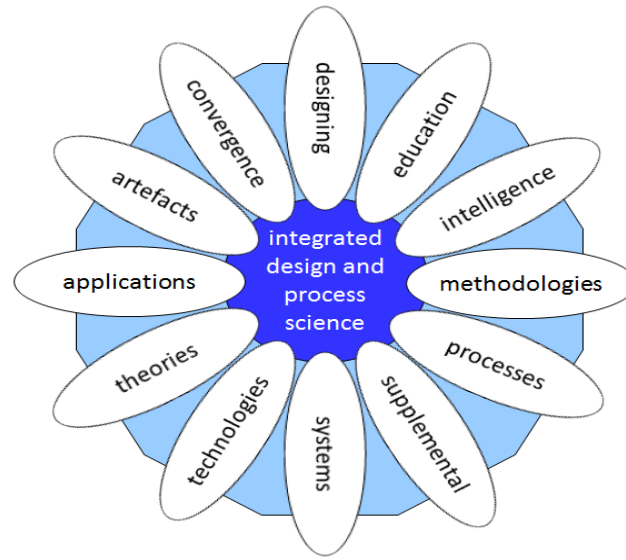 designing
education
intelligence
methodologies
processes
supplemental
systems
technologies
theories
applications
artefacts
convergence
integrated
design and
process
science